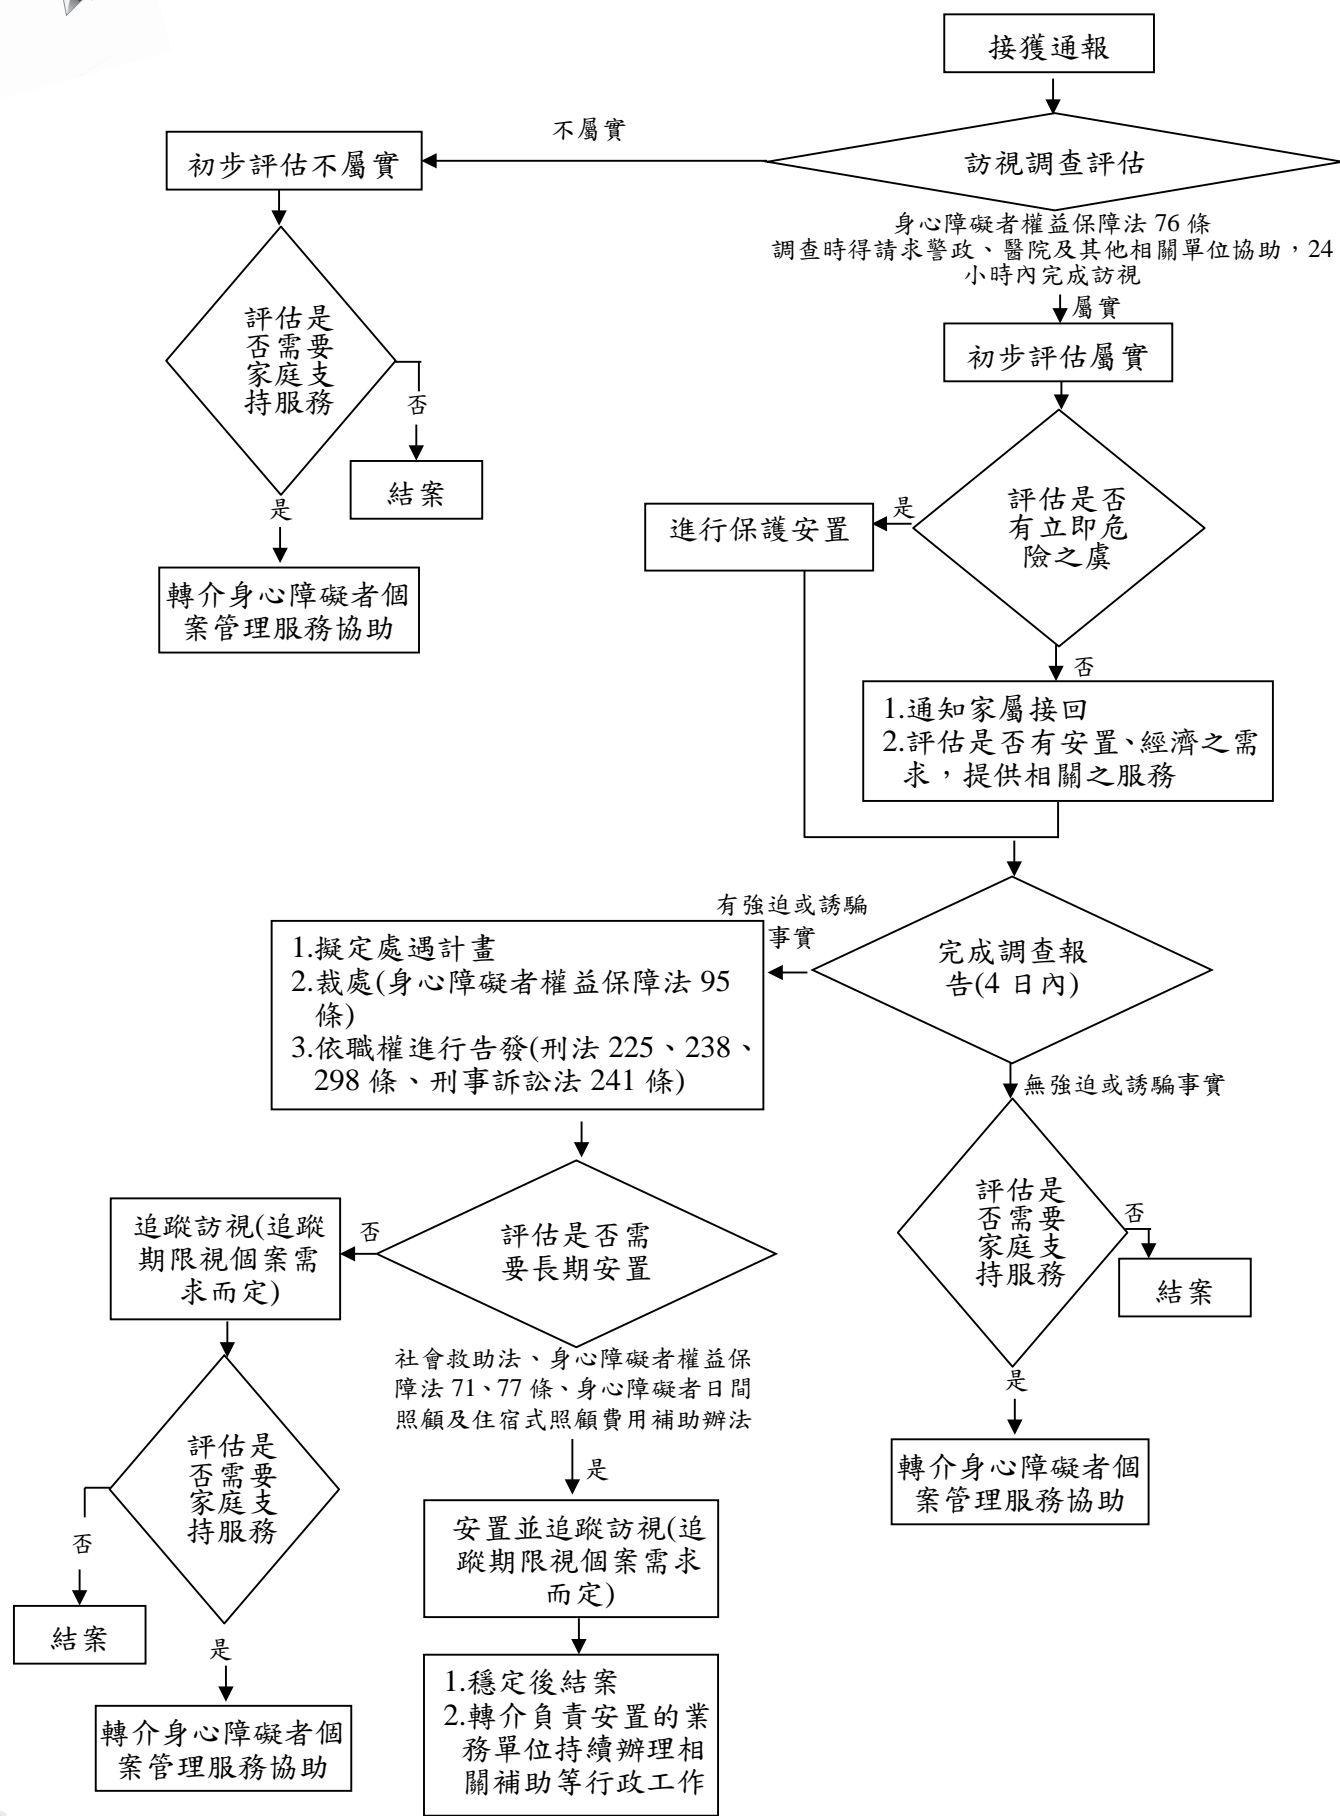 接獲通報
不屬實
訪視調查評估
初步評估不屬實
身心障礙者權益保障法 76 條
調查時得請求警政、醫院及其他相關單位協助，24
小時內完成訪視
屬實
初步評估屬實
評估是
否需要
家庭支
持服務
否
結案
是
轉介身心障礙者個
案管理服務協助
評估是否
有立即危
險之虞
是
進行保護安置
否
1.通知家屬接回
2.評估是否有安置、經濟之需
求，提供相關之服務
完成調查報
告(4 日內)
有強迫或誘騙
事實
1.擬定處遇計畫
2.裁處(身心障礙者權益保障法 95
條)
3.依職權進行告發(刑法 225、238、
298 條、刑事訴訟法 241 條)
無強迫或誘騙事實
評估是
否需要
家庭支
持服務
否
結案
是
轉介身心障礙者個
案管理服務協助
評估是否需
要長期安置
否
追蹤訪視(追蹤
期限視個案需
求而定)
社會救助法、身心障礙者權益保
障法 71、77 條、身心障礙者日間
照顧及住宿式照顧費用補助辦法
是
安置並追蹤訪視(追
蹤期限視個案需求
而定)
1.穩定後結案
2.轉介負責安置的業
務單位持續辦理相
關補助等行政工作
評估是
否需要
家庭支
持服務
否
結案
是
轉介身心障礙者個
案管理服務協助